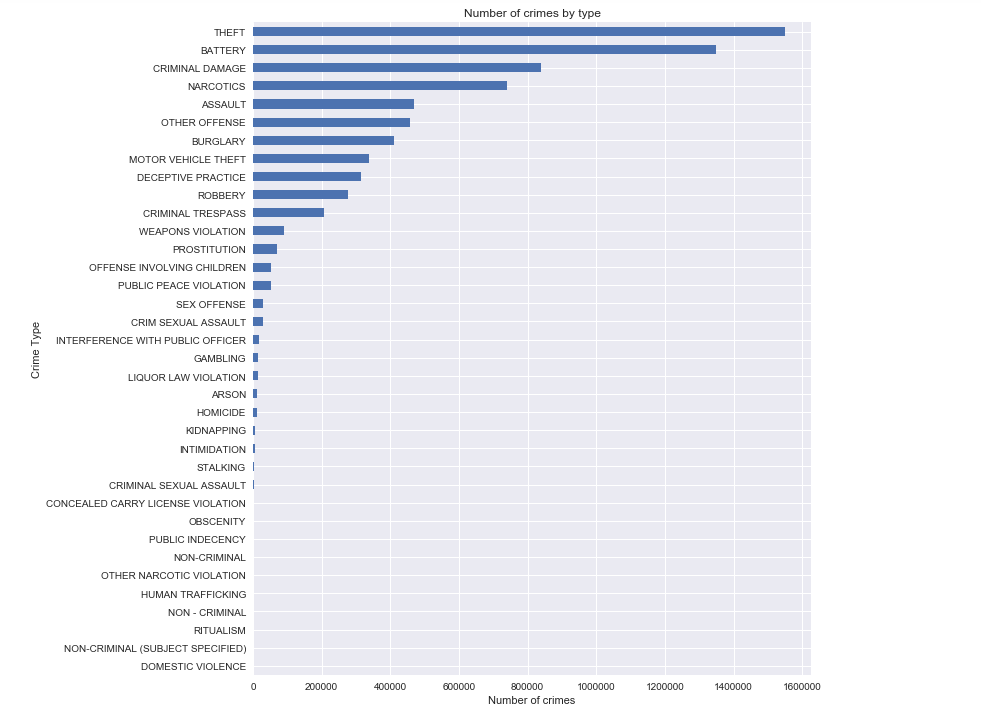 Number of crimes by type
THEFT
BATTERY
CRIMINAL DAMAGE
NARCOTICS
ASSAULT
OTHER OFFENSE
BURGLARY
MOTOR VEHICLE THEFT
DECEPTIVE PRACTICE
ROBBERY
CRIMINAL TRESPASS
WEAPONS VIOLATION
PROSTITUTION
OFFENSE INVOLVING CHILDREN
PUBLIC PEACE VIOLATION
SEX OFFENSE
CRIM SEXUAL ASSAULT
INTERFERENCE WITH PUBLIC OFFICER
GAMBLING
LIQUOR LAW VIOLATION
ARSON
HOMICIDE
KIDNAPPING
INTIMIDATION
STALKING
CRIMINAL SEXUAL ASSAULT
CONCEALED CARRY LICENSE VIOLATION
OBSCENITY
PUBLIC INDECENCY
NON-CRIMINAL
OTHER NARCOTIC VIOLATION
HUMAN TRAFFICKING
NON - CRIMINAL
RITUALISM
NON-CRIMINAL (SUBJECT SPECIFIED)
DOMESTIC VIOLENCE
Crime Type
0 200000 400000 600000 800000 1000000 1200000 1400000 1600000
Number of crimes